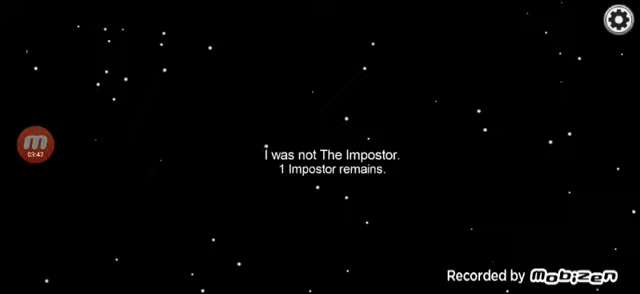 I was not The Impostor.
1 Impostor remains.
m
03:42
Recorded by Mobizen